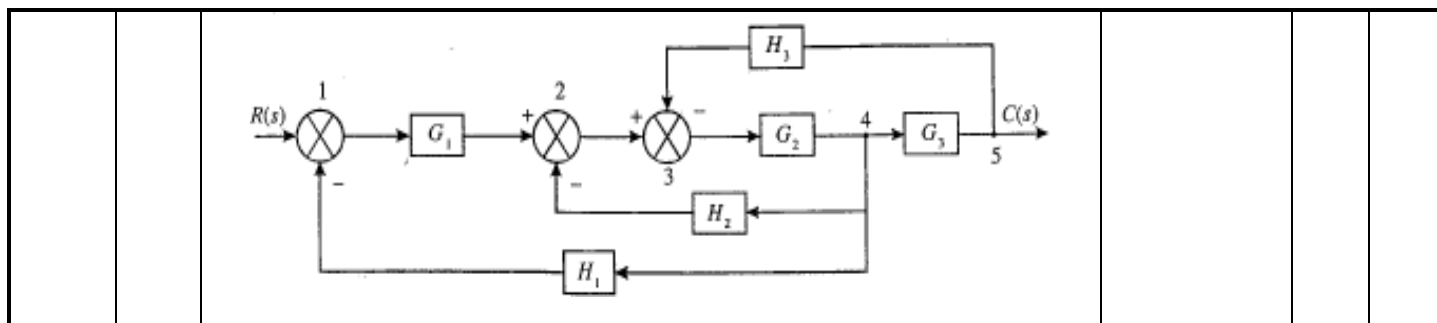 H₃
1
2
R(s)
+
+
−
4
C(s)
G₁
G₂
G₃
−
−
3
5
H₂
H₁